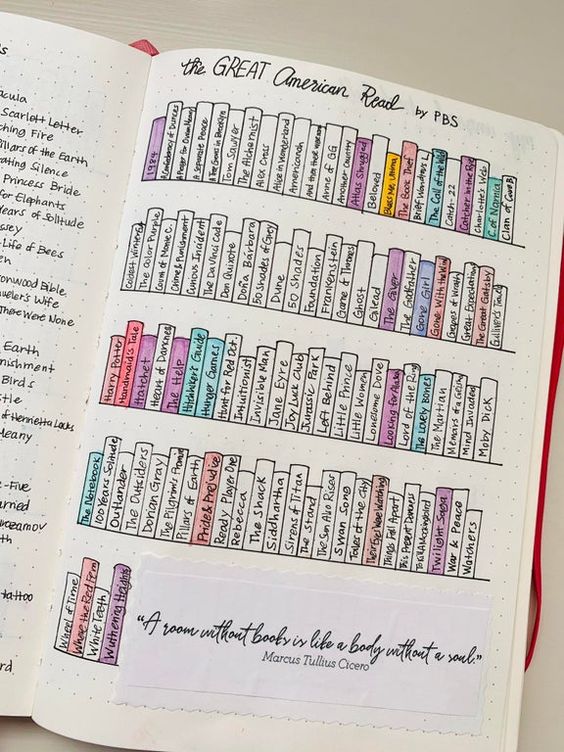 acula
Scarlett Letter
ching Fire
illars of the Earth
ating Silence
Princess Bride
for Elephants
Years of Solitude
ssey
-Life of Bees
en
onwood Bible
veler's Wife
There Were None
Earth
nishment
Birds
stle
of Henrietta Lacks
Meany
-Five
urned
tattoo
ord
the GREAT American Read by PBS
1984
A Confederacy of Dunces
A Prayer for Owen Meany
A Separate Peace
A Tree Grows in Brooklyn
Tom Sawyer
The Alchemist
Alex Cross
Alice in Wonderland
Americanah
And then there were none
Anne of GG
Another Country
Atlas Shrugged
Beloved
Bless Me, Ultima
The Book Thief
Brief Wondrous L.
The Call of the Wild
Catch-22
Catcher in the Rye
Charlotte's Web
C of Narnia
Clan of Cave B
Coldest Winter
The Color Purple
Count of Monte C.
Crime & Punishment
Curious Incident
The DaVinci Code
Don Quixote
Doña Bárbara
50 Shades of Grey
Dune
50 Shades
Foundation
Frankenstein
Game of Thrones
Ghost
Gilead
The Giver
The Godfather
Gone Girl
Gone With the Wind
Grapes of Wrath
Great Expectations
The Great Gatsby
Gulliver's Travels
Harry Potter
Handmaid's Tale
Hatchet
Heart of Darkness
The Help
Hitchhiker's Guide
Hunger Games
Hunt for Red Oct.
Intuitionist
Invisible Man
Jane Eyre
Joy Luck Club
Jurassic Park
Left Behind
Little Prince
Little Women
Lonesome Dove
Looking for Alaska
Lord of the Rings
The Lovely Bones
The Martian
Memoirs of a Geisha
Mind Invaders
Moby Dick
The Notebook
100 Years Solitude
Outlander
The Outsiders
Dorian Gray
The Pilgrim's Progress
Pillars of Earth
Pride & Prejudice
Ready Player One
Rebecca
The Shack
Siddhartha
Sirens of Titan
The Strand
The Sun Also Rises
Swan Song
Tales of the City
Their Eyes Were Watching
Things Fall Apart
This Present Darkness
To Kill a Mockingbird
Twilight Saga
War & Peace
Watchers
Wheel of Time
Where the Red Fern
White Teeth
Wuthering Heights
"A room without books is like a body without a soul."
Marcus Tullius Cicero